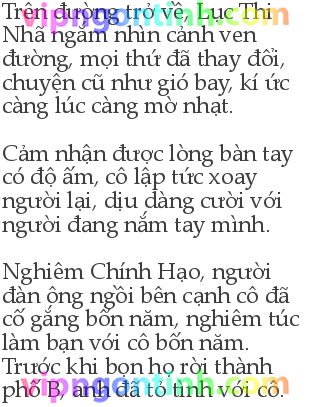 Trên đường trở về, Lục Thi
Nhã ngắm nhìn cảnh ven
đường, mọi thứ đã thay đổi,
chuyện cũ như gió bay, kí ức
càng lúc càng mờ nhạt.

Cảm nhận được lòng bàn tay
có độ ấm, cô lập tức xoay
người lại, dịu dàng cười với
người đang nắm tay mình.

Nghiêm Chính Hạo, người
đàn ông ngồi bên cạnh cô đã
cố gắng bốn năm, nghiêm túc
làm bạn với cô bốn năm.
Trước khi bọn họ rời thành
phố B, anh đã tỏ tình với cô.
vipngontinh.com
vipngontinh.com